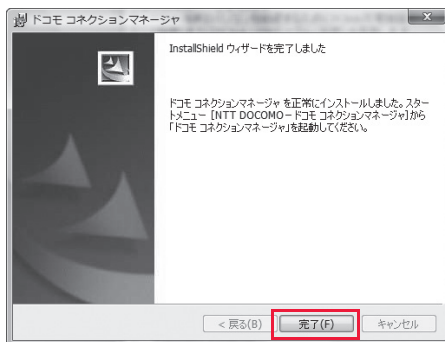 ドコモ コネクションマネージャ
InstallShield ウィザードを完了しました
ドコモ コネクションマネージャ を正常にインストールしました。スター
トメニュー [NTT DOCOMO－ドコモ コネクションマネージャ]から
「ドコモ コネクションマネージャ」を起動してください。
< 戻る(B) 完了(F) キャンセル